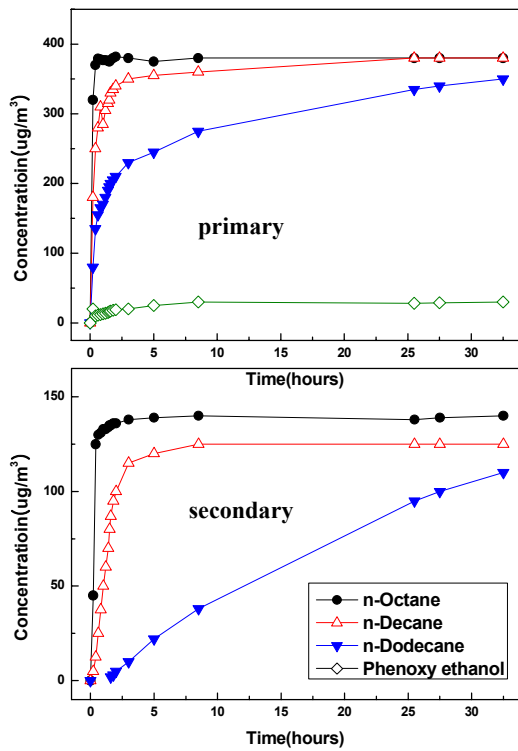 400
300
200
100
0
Concentratioin(ug/m³)
primary
0 5 10 15 20 25 30
Time(hours)
150
100
50
0
Concentratioin(ug/m³)
secondary
n-Octane
n-Decane
n-Dodecane
Phenoxy ethanol
0 5 10 15 20 25 30
Time(hours)